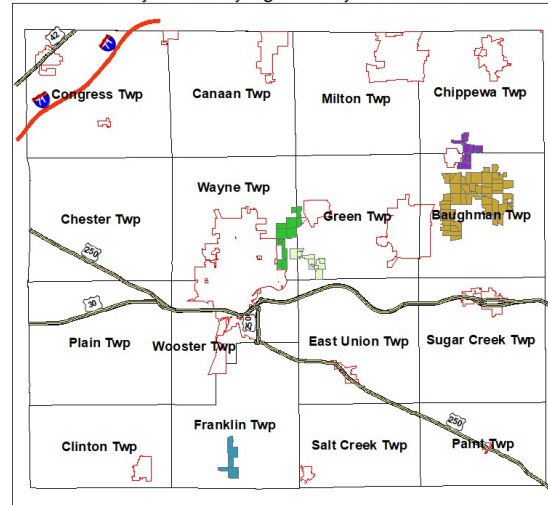 42
71
Congress Twp
71
Canaan Twp
Milton Twp
Chippewa Twp
Wayne Twp
Chester Twp
Green Twp
Baughman Twp
250
30
250
Plain Twp
Wooster Twp
East Union Twp
Sugar Creek Twp
Franklin Twp
250
Clinton Twp
Salt Creek Twp
Paint Twp